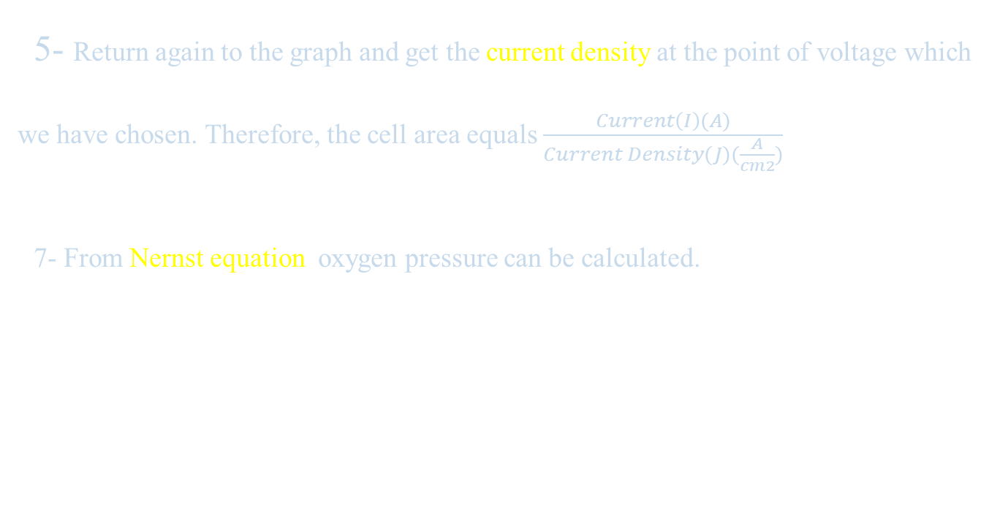 5- Return again to the graph and get the current density at the point of voltage which
we have chosen. Therefore, the cell area equals Current(I)(A) / Current Density(J)(A/cm2)
7- From Nernst equation oxygen pressure can be calculated.